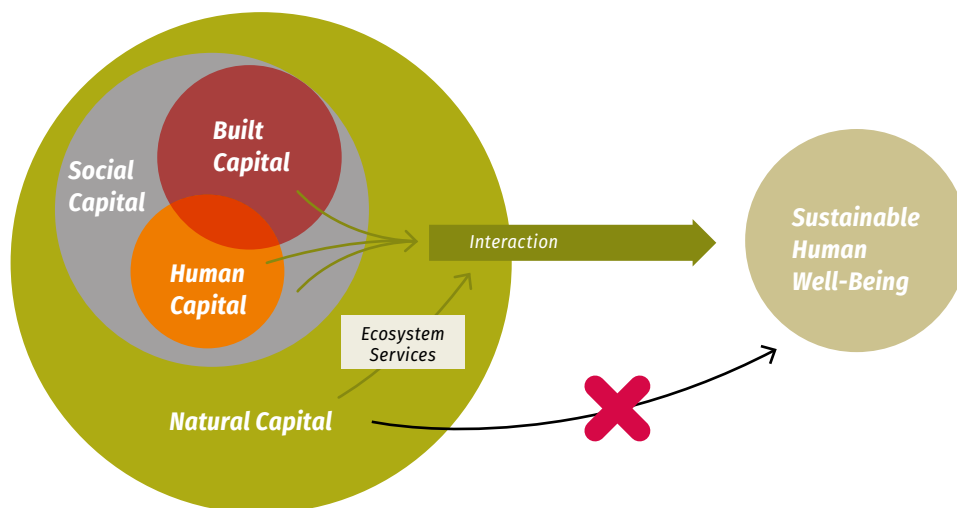 Built
Capital
Social
Capital
Human
Capital
Interaction
Sustainable
Human
Well-Being
Ecosystem
Services
Natural Capital